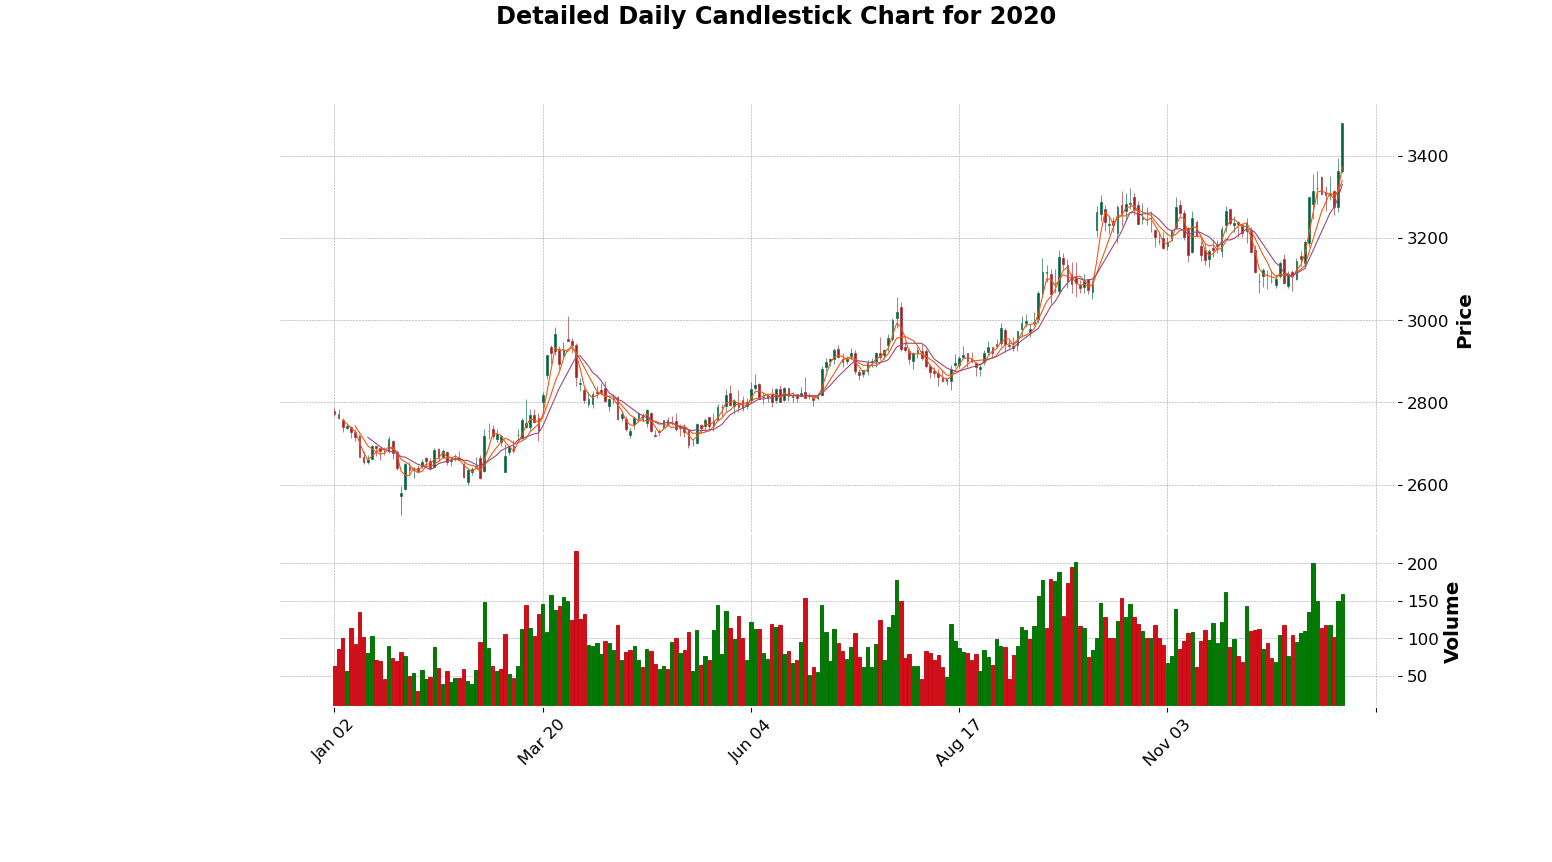 Detailed Daily Candlestick Chart for 2020
3400
3200
3000
2800
2600
Price
200
150
100
50
Volume
Jan 02
Mar 20
Jun 04
Aug 17
Nov 03